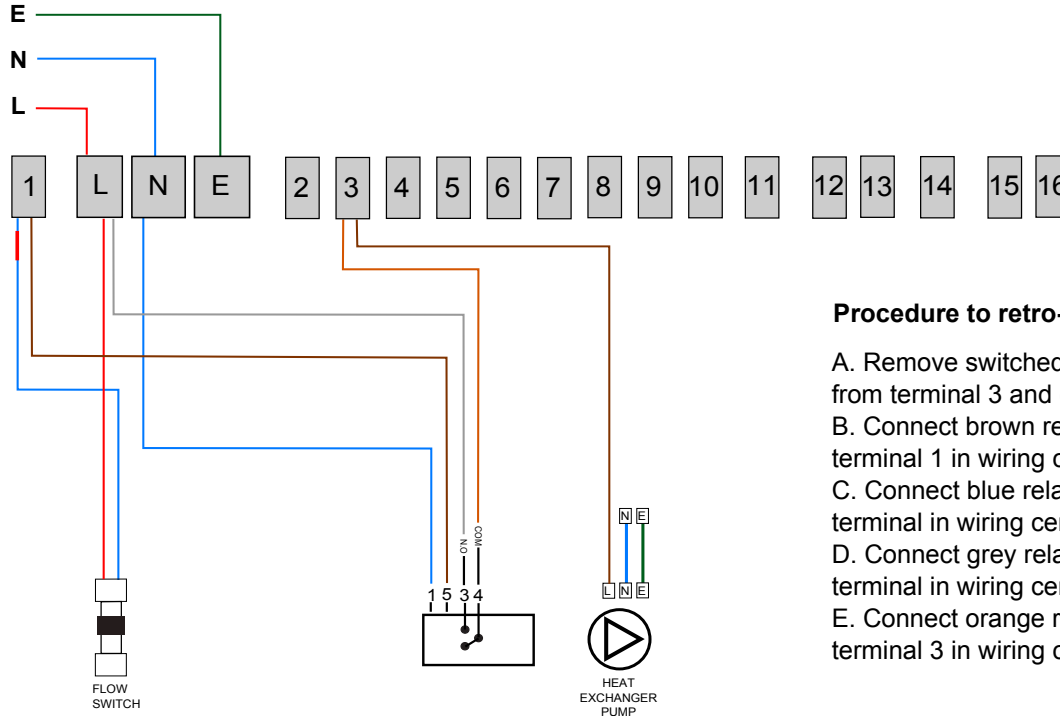 E
N
L
1 L N E 2 3 4 5 6 7 8 9 10 11 12 13 14 15 16
Procedure to retro-
A. Remove switched
from terminal 3 and
B. Connect brown re
terminal 1 in wiring
C. Connect blue rela
terminal in wiring cer
D. Connect grey rela
terminal in wiring cer
E. Connect orange r
terminal 3 in wiring
N.O COM
N E
1 5 3 4
L N E
FLOW
SWITCH
HEAT
EXCHANGER
PUMP